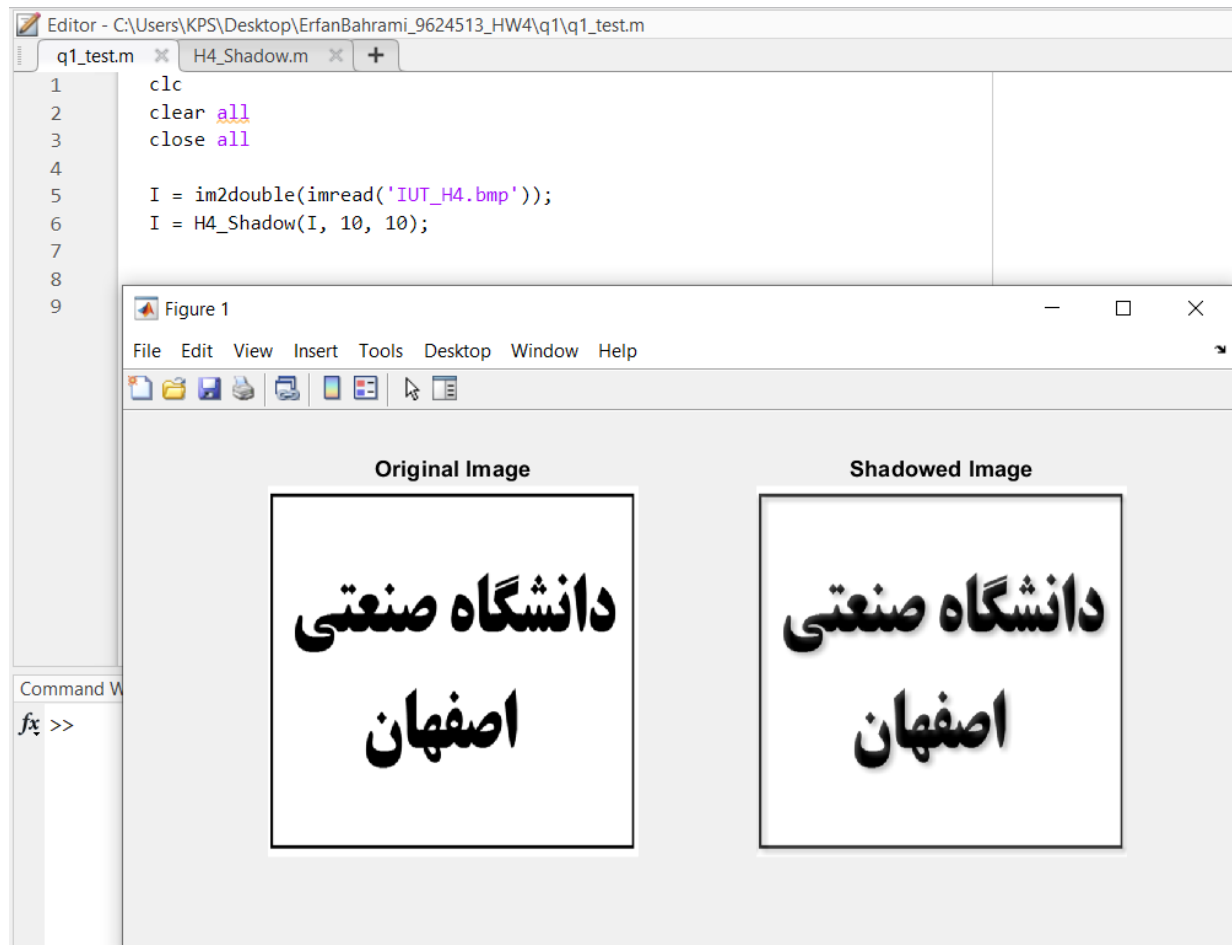 Editor - C:\Users\KPS\Desktop\ErfanBahrami_9624513_HW4\q1\q1_test.m
q1_test.m H4_Shadow.m +
1 clc
2 clear all
3 close all
4
5 I = im2double(imread('IUT_H4.bmp'));
6 I = H4_Shadow(I, 10, 10);
7
8
9
Figure 1
File Edit View Insert Tools Desktop Window Help
Original Image Shadowed Image
دانشگاه صنعتی دانشگاه صنعتی
اصفهان اصفهان
Command W
fx >>